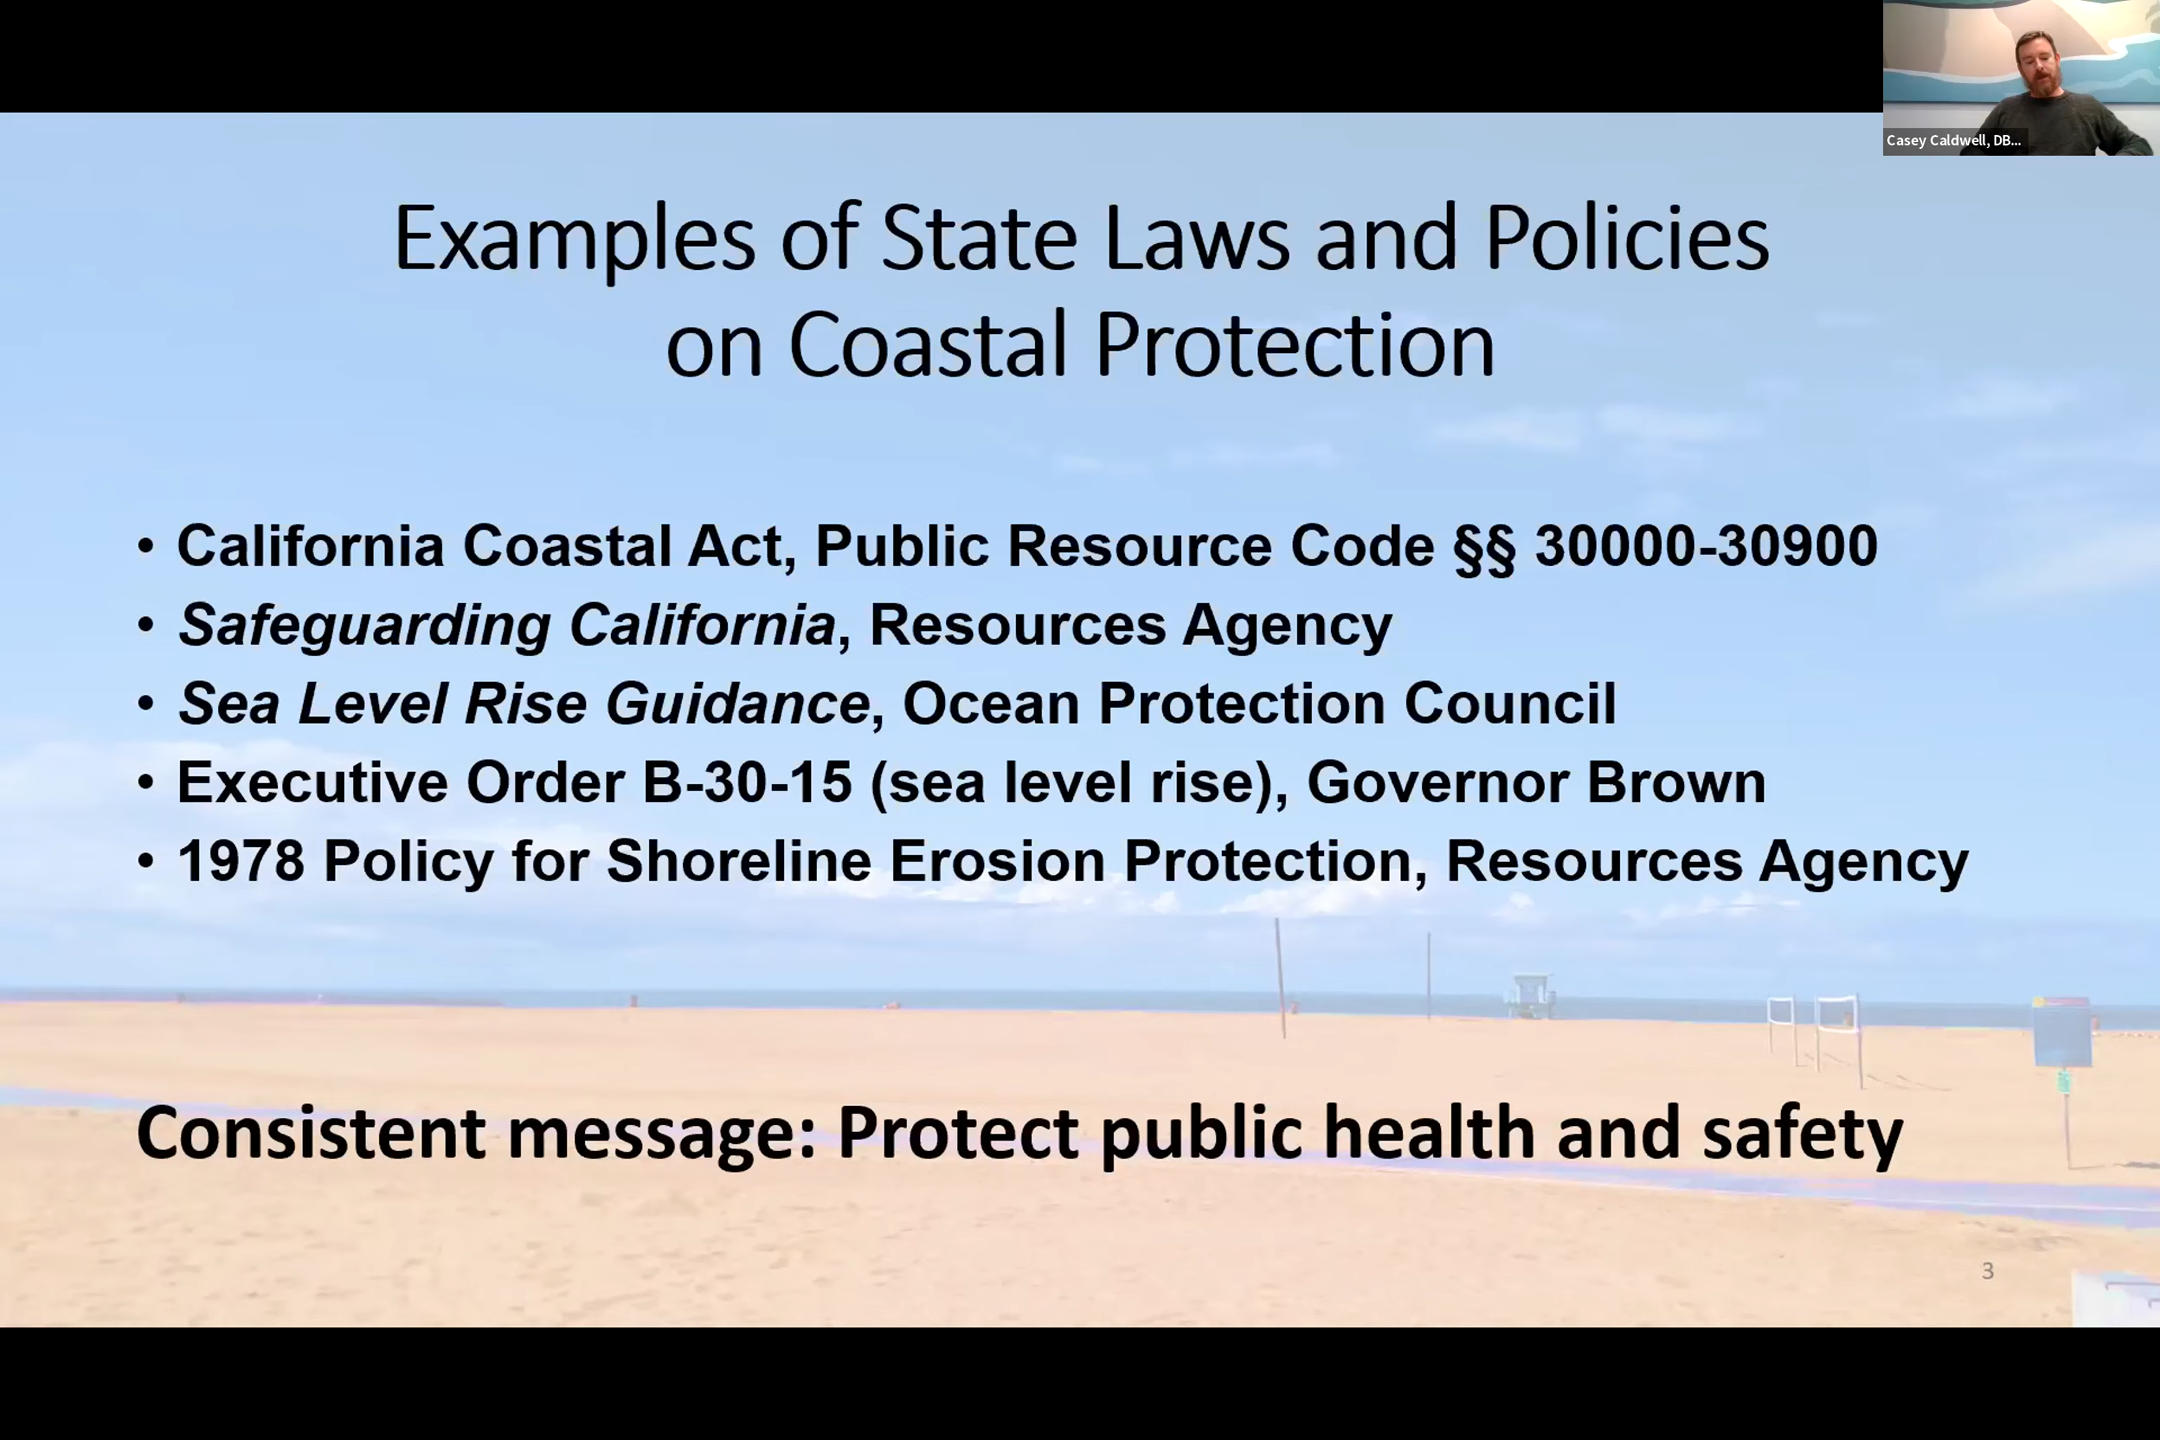 Casey Caldwell, DB...
Examples of State Laws and Policies
on Coastal Protection
• California Coastal Act, Public Resource Code §§ 30000-30900
• Safeguarding California, Resources Agency
• Sea Level Rise Guidance, Ocean Protection Council
• Executive Order B-30-15 (sea level rise), Governor Brown
• 1978 Policy for Shoreline Erosion Protection, Resources Agency
Consistent message: Protect public health and safety
3